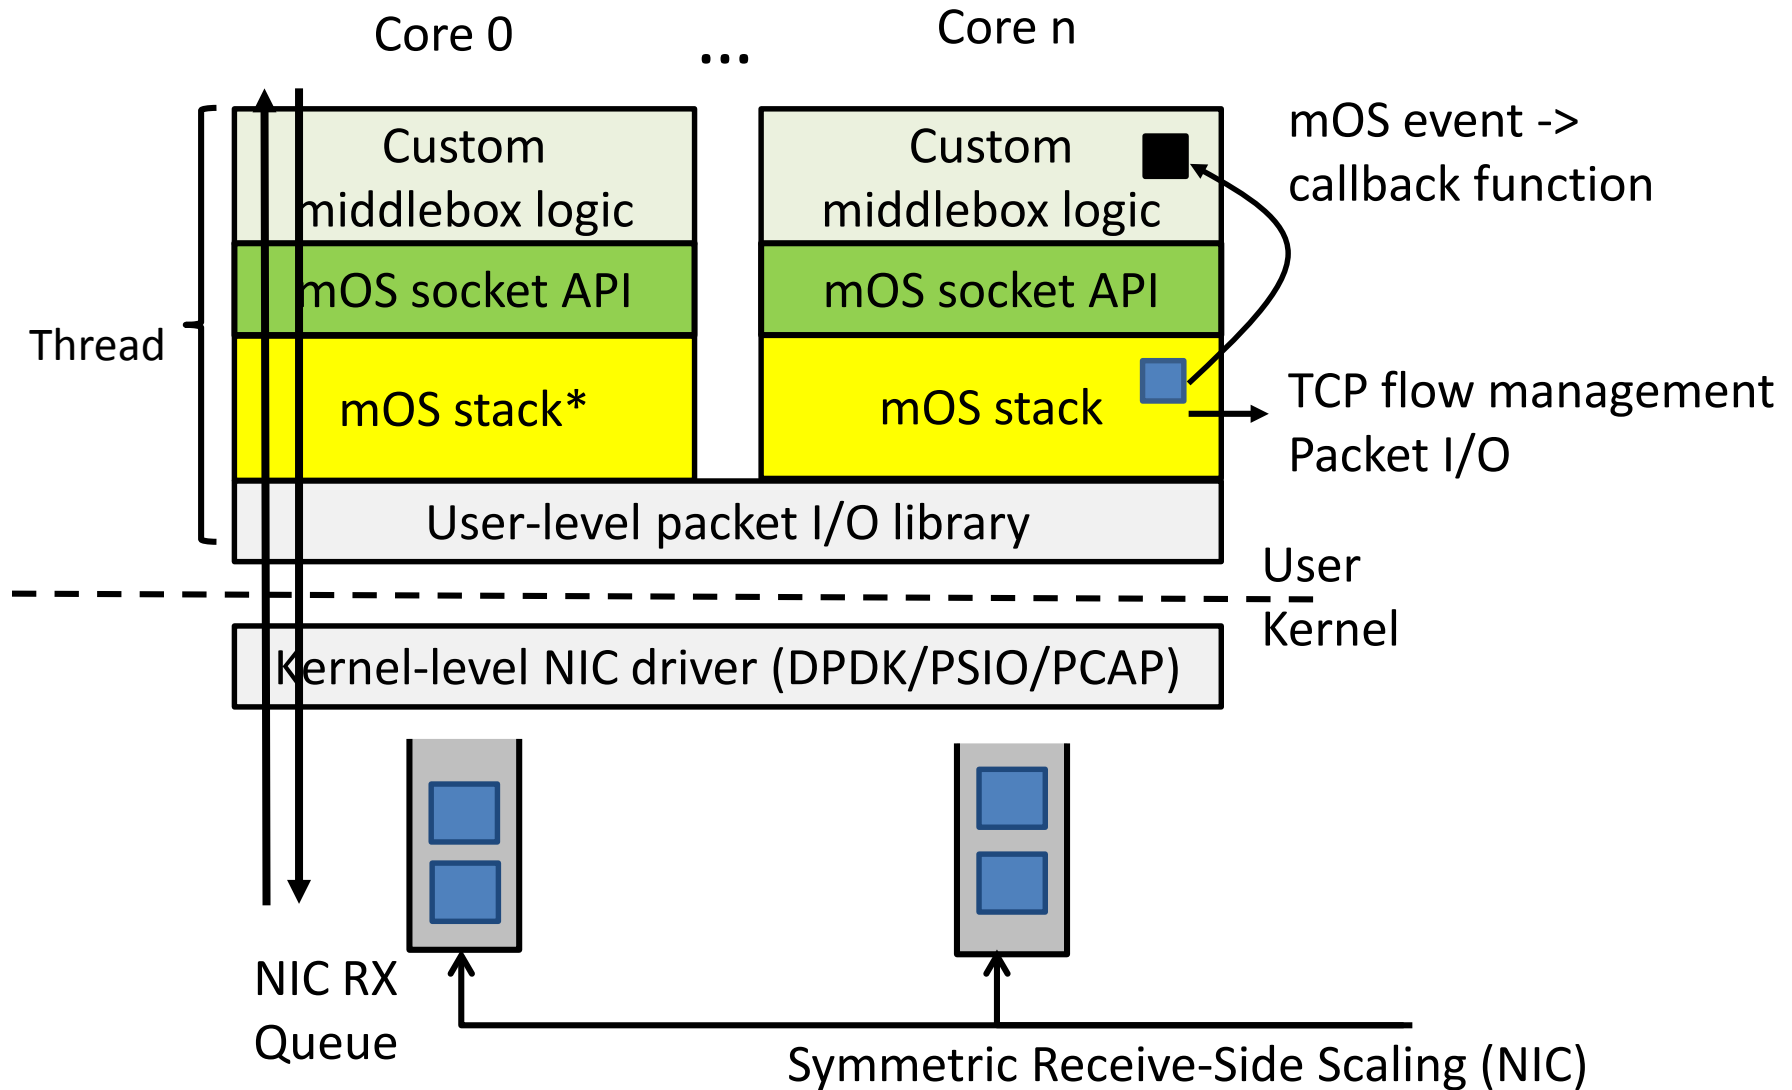 Core 0
...
Core n
Custom
middlebox logic
Custom
middlebox logic
mOS event ->
callback function
mOS socket API
mOS socket API
Thread
mOS stack*
mOS stack
TCP flow management
Packet I/O
User-level packet I/O library
User
Kernel
Kernel-level NIC driver (DPDK/PSIO/PCAP)
NIC RX
Queue
Symmetric Receive-Side Scaling (NIC)